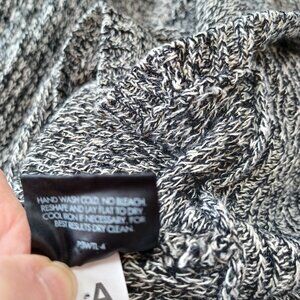 HAND WASH COLD. NO BLEACH.
RESHAPE AND LAY FLAT TO DRY
COOL IRON IF NECESSARY FOR
BEST RESULTS DRY CLEAN.
A